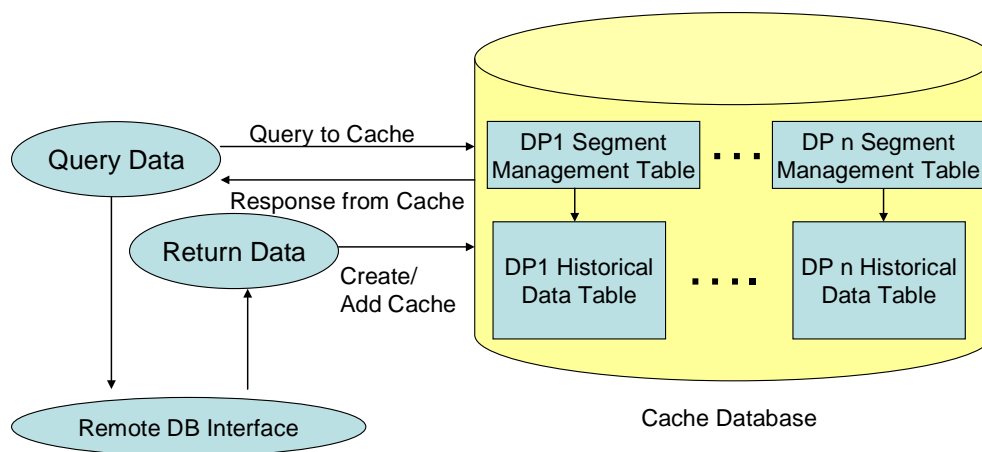 Query to Cache
Query Data
Response from Cache
Return Data
Create/
Add Cache
Remote DB Interface
DP1 Segment
Management Table
DP n Segment
Management Table
DP1 Historical
Data Table
DP n Historical
Data Table
Cache Database